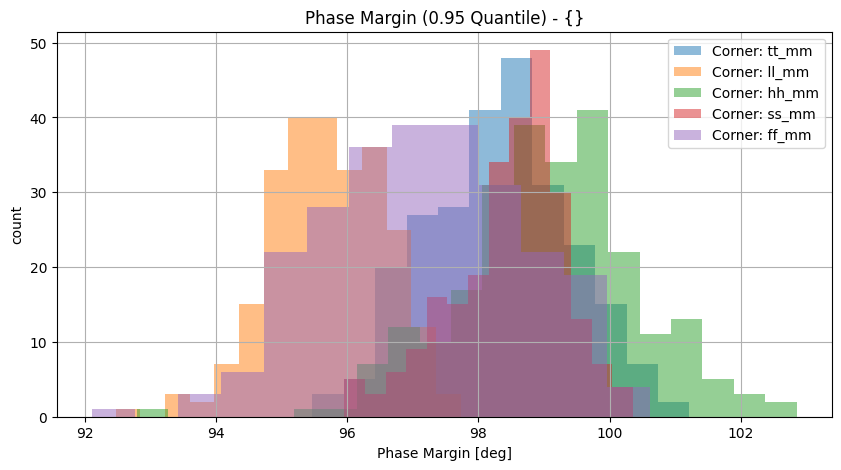 Phase Margin (0.95 Quantile) - {}
Corner: tt_mm
Corner: ll_mm
Corner: hh_mm
Corner: ss_mm
Corner: ff_mm
50
40
30
20
10
0
count
92 94 96 98 100 102
Phase Margin [deg]